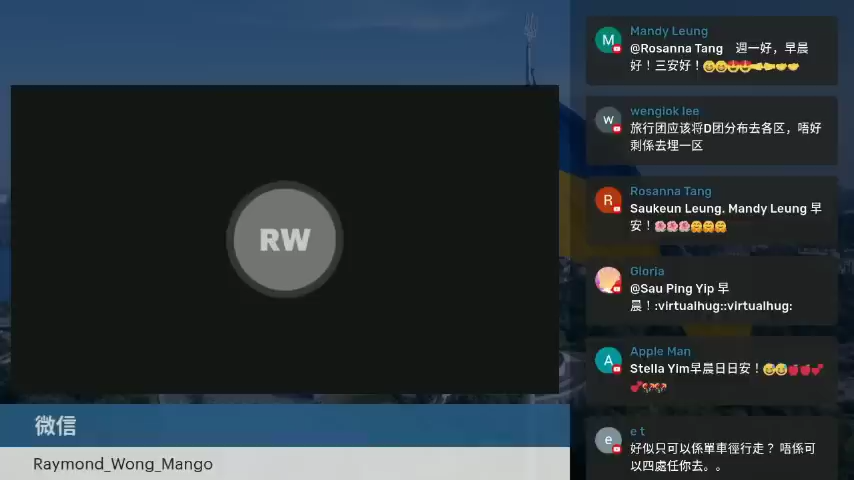 RW
微信
Raymond_Wong_Mango
Mandy Leung
@Rosanna Tang 週一好，早晨
好！三安好！😄😄😍😍🤜🤛🤝🤝
wengiok lee
旅行团应该将D团分布去各区，唔好
剩係去埋一区
Rosanna Tang
Saukeun Leung. Mandy Leung 早
安！🌸🌸🌸🤗🤗🤗
Gloria
@Sau Ping Yip 早
晨！:virtualhug::virtualhug:
Apple Man
Stella Yim早晨日日安！😅😅🍎🍎💕
💕💝💝
e t
好似只可以係單車徑行走？ 唔係可
以四處任你去。。